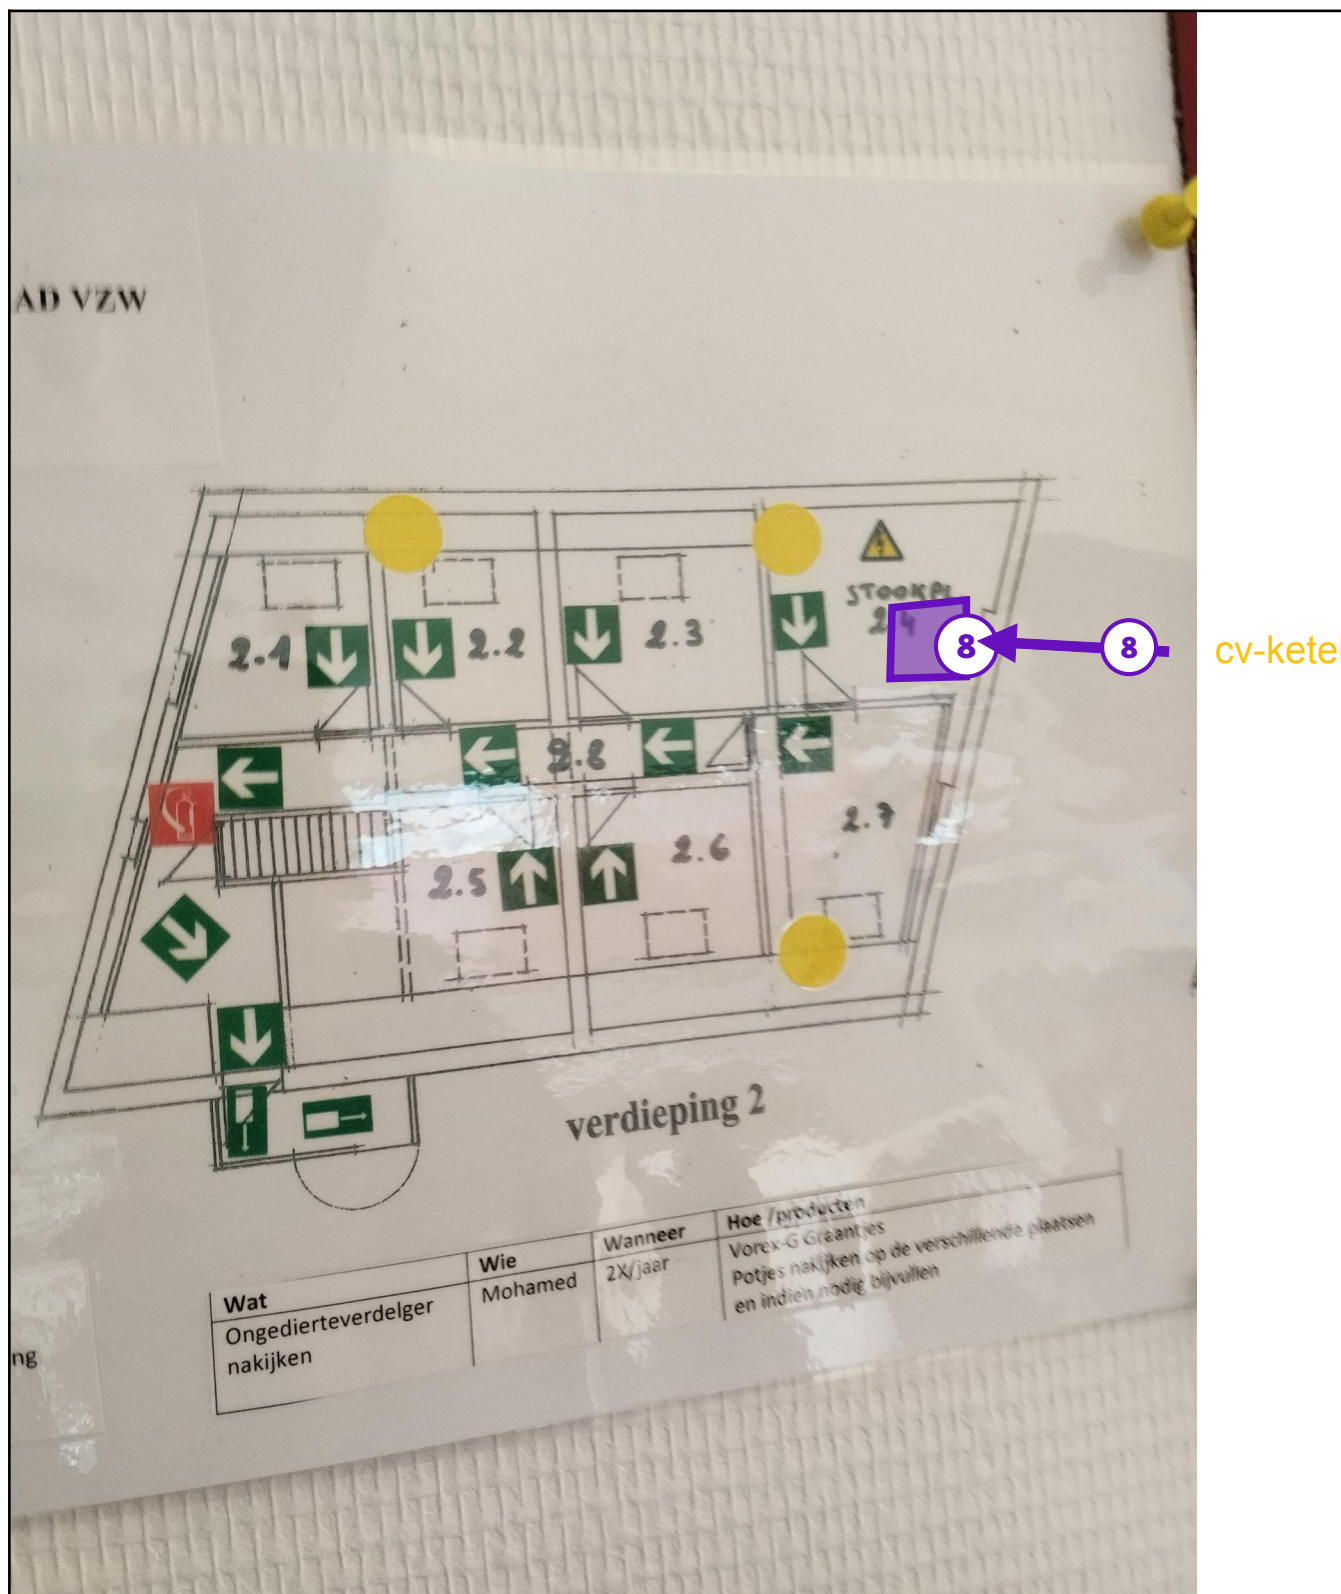 AD VZW
STOOKPL
2.4
2.1
2.2
2.3
8
8
cv-ketel
2.8
2.7
2.6
2.5
verdieping 2
Wat
Wie
Wanneer
Hoe /producten
Ongedierteverdelger
nakijken
Mohamed
2X/jaar
Vorex-G Graantjes
Potjes nakijken op de verschillende plaatsen
en indien nodig bijvullen
ng